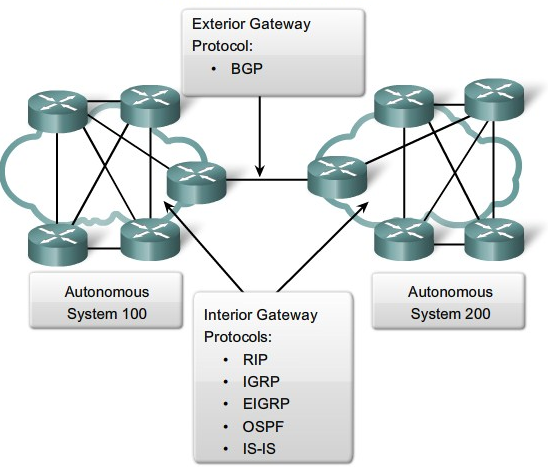 Exterior Gateway
Protocol:
• BGP
Autonomous
System 100
Autonomous
System 200
Interior Gateway
Protocols:
• RIP
• IGRP
• EIGRP
• OSPF
• IS-IS